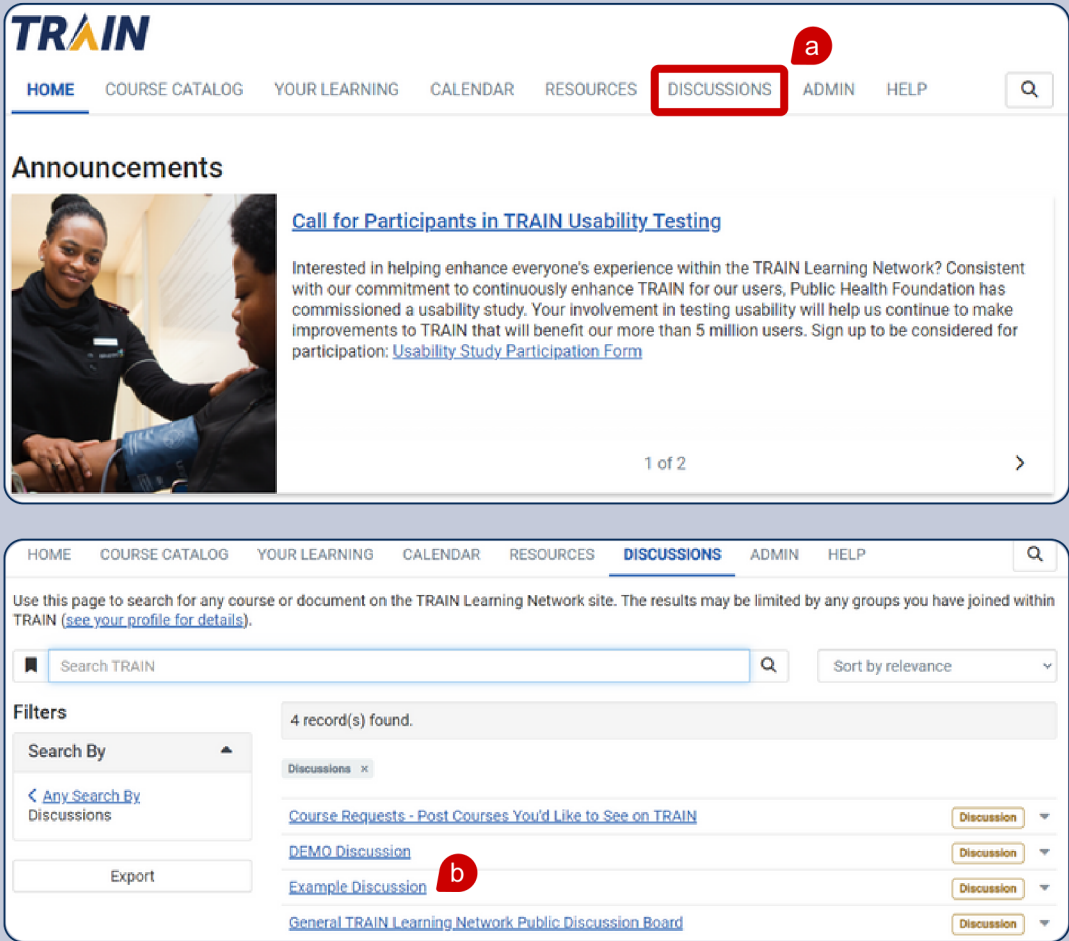 TRAIN
a
HOME COURSE CATALOG YOUR LEARNING CALENDAR RESOURCES DISCUSSIONS ADMIN HELP
Announcements
Call for Participants in TRAIN Usability Testing
Interested in helping enhance everyone's experience within the TRAIN Learning Network? Consistent
with our commitment to continuously enhance TRAIN for our users, Public Health Foundation has
commissioned a usability study. Your involvement in testing usability will help us continue to make
improvements to TRAIN that will benefit our more than 5 million users. Sign up to be considered for
participation: Usability Study Participation Form
1 of 2
HOME COURSE CATALOG YOUR LEARNING CALENDAR RESOURCES DISCUSSIONS ADMIN HELP
Use this page to search for any course or document on the TRAIN Learning Network site. The results may be limited by any groups you have joined within
TRAIN (see your profile for details).
Search TRAIN
Sort by relevance
Filters
Search By
Any Search By
Discussions
Export
4 record(s) found.
Discussions ×
Course Requests - Post Courses You'd Like to See on TRAIN Discussion
DEMO Discussion Discussion
Example Discussion b Discussion
General TRAIN Learning Network Public Discussion Board Discussion